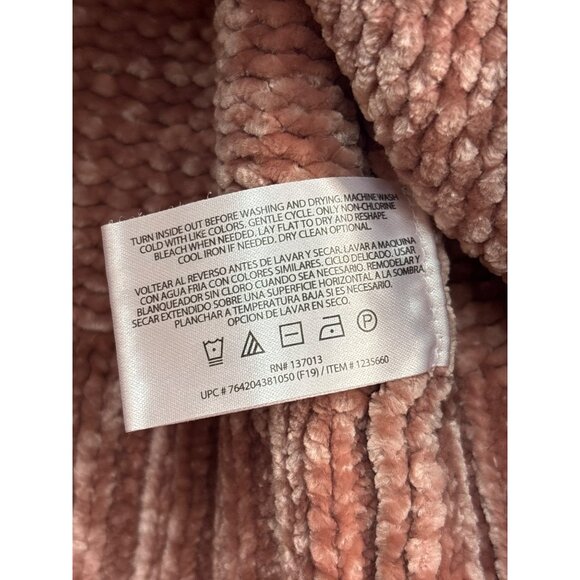 TURN INSIDE OUT BEFORE WASHING AND DRYING. MACHINE WASH
COLD WITH LIKE COLORS. GENTLE CYCLE. ONLY NON-CHLORINE
BLEACH WHEN NEEDED. LAY FLAT TO DRY AND RESHAPE.
COOL IRON IF NEEDED. DRY CLEAN OPTIONAL.
VOLTEAR AL REVERSO ANTES DE LAVAR Y SECAR. LAVAR A MAQUINA
CON AGUA FRIA CON COLORES SIMILARES. CICLO DELICADO. USAR
BLANQUEADOR SIN CLORO CUANDO SEA NECESARIO. REMODELAR Y
SECAR EXTENDIDO SOBRE UNA SUPERFICIE HORIZONTAL A LA SOMBRA.
PLANCHAR A TEMPERATURA BAJA SI ES NECESARIO.
OPCION DE LAVAR EN SECO.
P
RN# 137013
UPC # 764204381050 (F19) / ITEM # 1235660